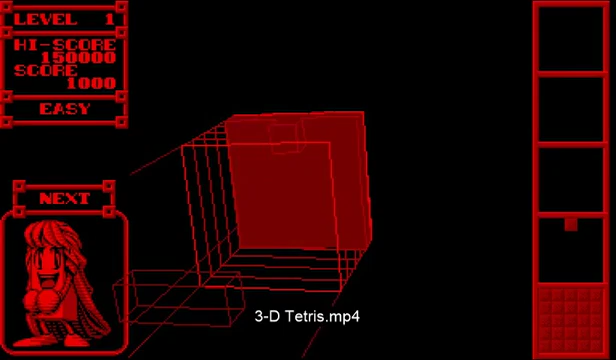 LEVEL 1
HI-SCORE
150000
SCORE
1000
EASY
NEXT
3-D Tetris.mp4